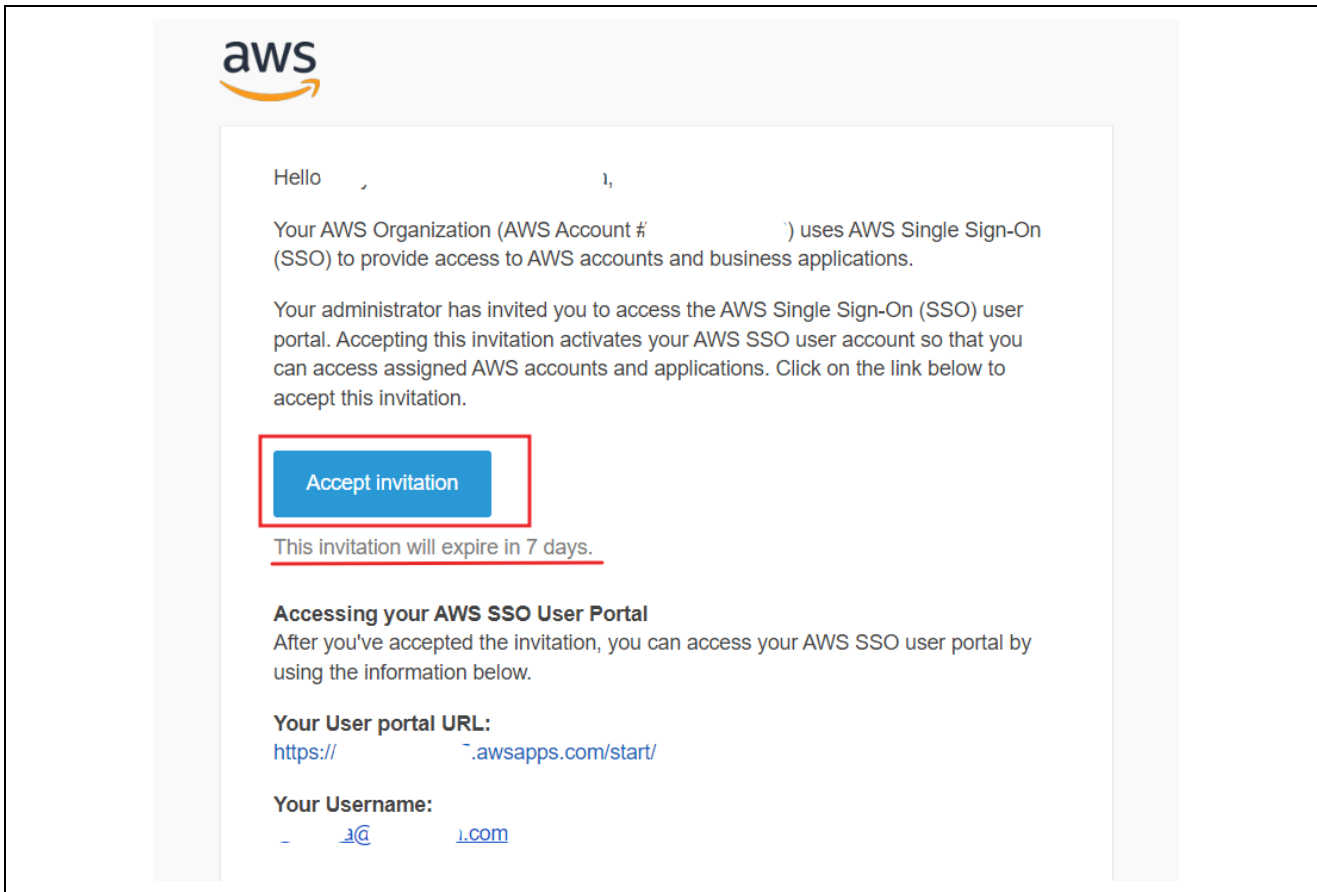 aws
Hello
Your AWS Organization (AWS Account # ) uses AWS Single Sign-On
(SSO) to provide access to AWS accounts and business applications.
Your administrator has invited you to access the AWS Single Sign-On (SSO) user
portal. Accepting this invitation activates your AWS SSO user account so that you
can access assigned AWS accounts and applications. Click on the link below to
accept this invitation.
Accept invitation
This invitation will expire in 7 days.
Accessing your AWS SSO User Portal
After you've accepted the invitation, you can access your AWS SSO user portal by
using the information below.
Your User portal URL:
https:// .awsapps.com/start/
Your Username:
a@ .com